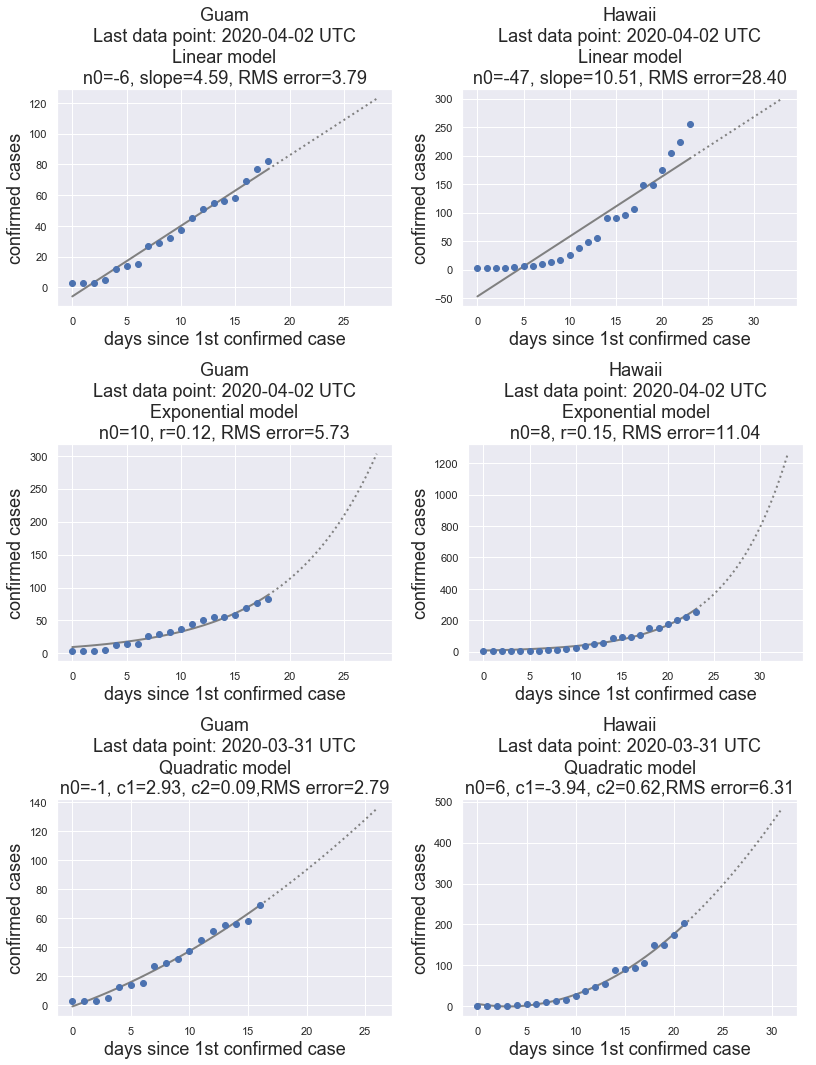 Guam
Last data point: 2020-04-02 UTC
Linear model
n0=-6, slope=4.59, RMS error=3.79
120
100
80
60
40
20
0
confirmed cases
0 5 10 15 20 25
days since 1st confirmed case
Hawaii
Last data point: 2020-04-02 UTC
Linear model
n0=-47, slope=10.51, RMS error=28.40
300
250
200
150
100
50
0
−50
confirmed cases
0 5 10 15 20 25 30
days since 1st confirmed case
Guam
Last data point: 2020-04-02 UTC
Exponential model
n0=10, r=0.12, RMS error=5.73
300
250
200
150
100
50
0
confirmed cases
0 5 10 15 20 25
days since 1st confirmed case
Hawaii
Last data point: 2020-04-02 UTC
Exponential model
n0=8, r=0.15, RMS error=11.04
1200
1000
800
600
400
200
0
confirmed cases
0 5 10 15 20 25 30
days since 1st confirmed case
Guam
Last data point: 2020-03-31 UTC
Quadratic model
n0=-1, c1=2.93, c2=0.09,RMS error=2.79
140
120
100
80
60
40
20
0
confirmed cases
0 5 10 15 20 25
days since 1st confirmed case
Hawaii
Last data point: 2020-03-31 UTC
Quadratic model
n0=6, c1=-3.94, c2=0.62,RMS error=6.31
500
400
300
200
100
0
confirmed cases
0 5 10 15 20 25 30
days since 1st confirmed case